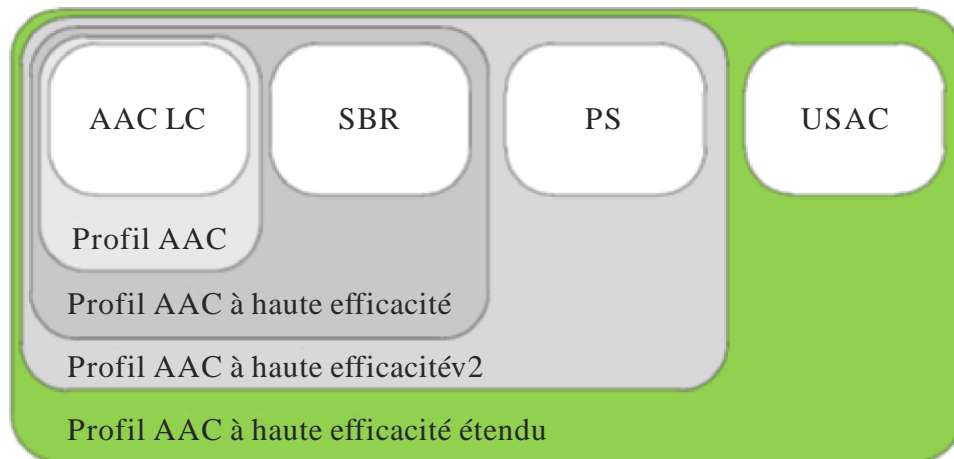 AAC LC
SBR
PS
USAC
Profil AAC
Profil AAC à haute efficacité
Profil AAC à haute efficacitév2
Profil AAC à haute efficacité étendu